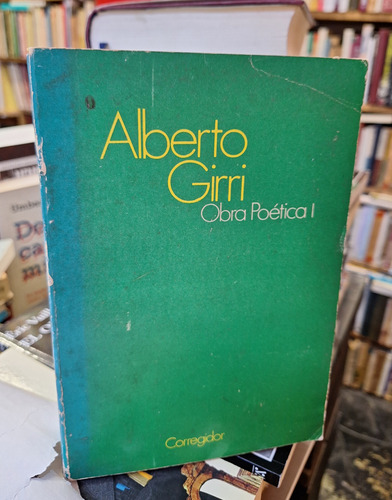 Alberto
Girri
Obra Poética I
Corregidor